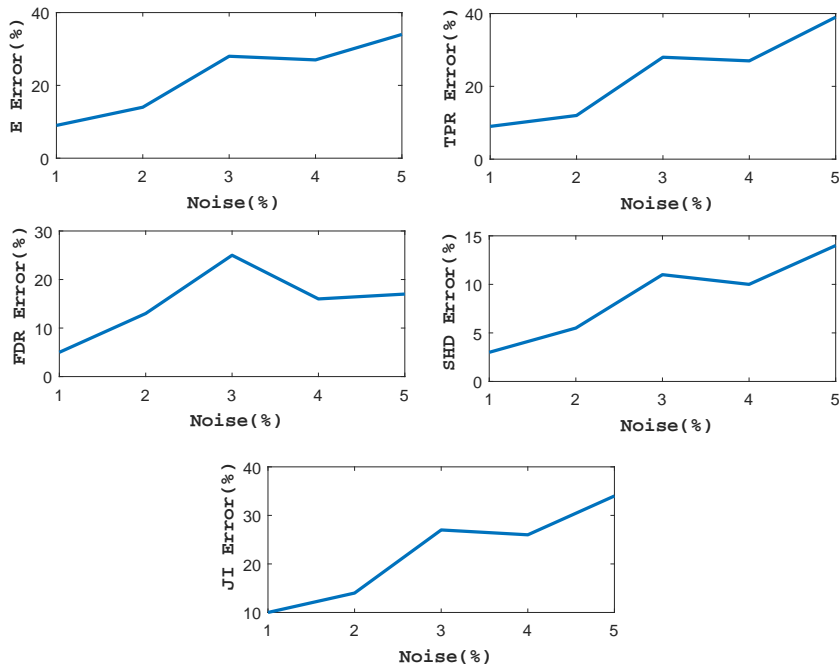 40
20
0
E Error(%)
1 2 3 4 5
Noise(%)
40
20
0
TPR Error(%)
1 2 3 4 5
Noise(%)
30
20
10
0
FDR Error(%)
1 2 3 4 5
Noise(%)
15
10
5
0
SHD Error(%)
1 2 3 4 5
Noise(%)
40
30
20
10
JI Error(%)
1 2 3 4 5
Noise(%)